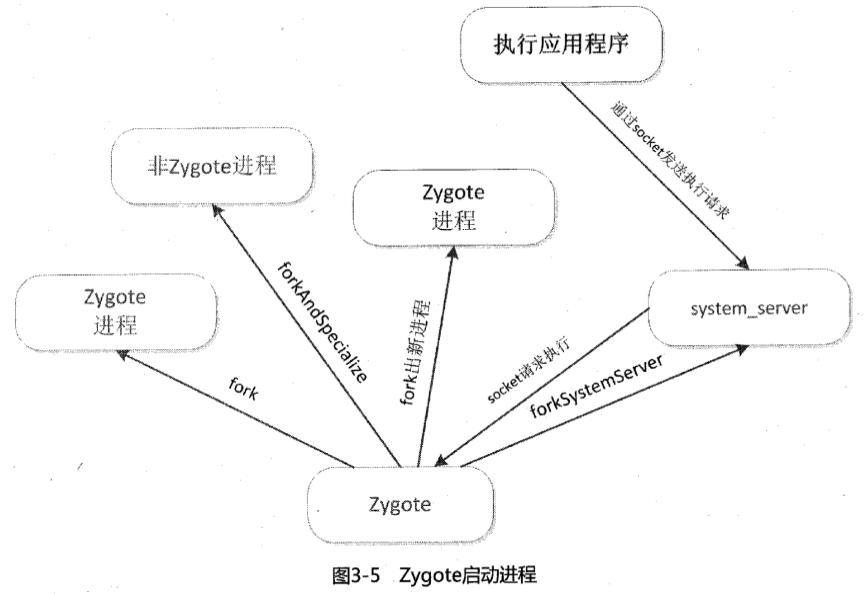 执行应用程序
通过socket发送执行请求
非Zygote进程
Zygote
进程
Zygote
进程
system_server
forkAndSpecialize
fork出新进程
socket请求执行
forkSystemServer
fork
Zygote
图3-5 Zygote启动进程